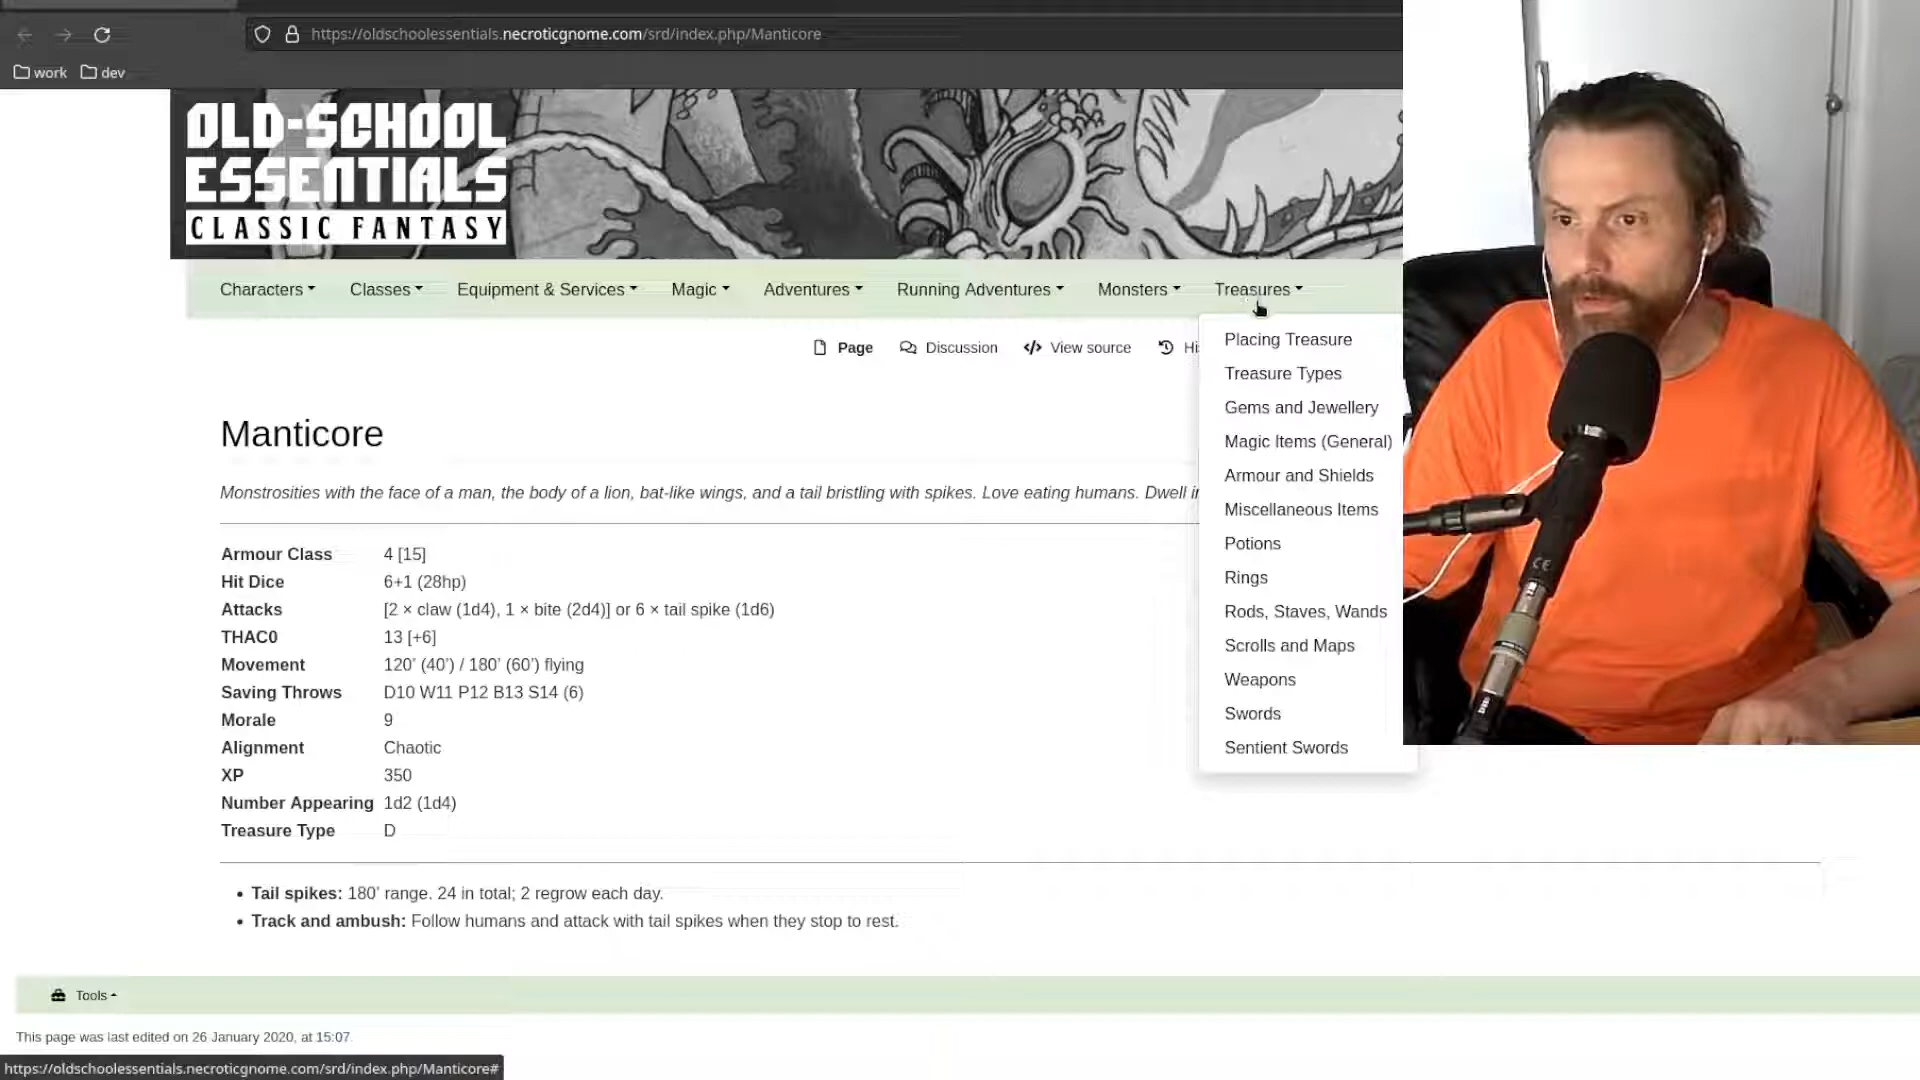 https://oldschoolessentials.necroticgnome.com/srd/index.php/Manticore
work dev
OLD-SCHOOL
ESSENTIALS
CLASSIC FANTASY
Characters Classes Equipment & Services Magic Adventures Running Adventures Monsters Treasures
Page Discussion View source
Placing Treasure
Treasure Types
Gems and Jewellery
Magic Items (General)
Armour and Shields
Miscellaneous Items
Potions
Rings
Rods, Staves, Wands
Scrolls and Maps
Weapons
Swords
Sentient Swords
Manticore
Monstrosities with the face of a man, the body of a lion, bat-like wings, and a tail bristling with spikes. Love eating humans. Dwell
Armour Class 4 [15]
Hit Dice 6+1 (28hp)
Attacks [2 × claw (1d4), 1 × bite (2d4)] or 6 × tail spike (1d6)
THAC0 13 [+6]
Movement 120’ (40’) / 180’ (60’) flying
Saving Throws D10 W11 P12 B13 S14 (6)
Morale 9
Alignment Chaotic
XP 350
Number Appearing 1d2 (1d4)
Treasure Type D
• Tail spikes: 180’ range. 24 in total; 2 regrow each day.
• Track and ambush: Follow humans and attack with tail spikes when they stop to rest.
Tools
This page was last edited on 26 January 2020, at 15:07.
https://oldschoolessentials.necroticgnome.com/srd/index.php/Manticore#
CE